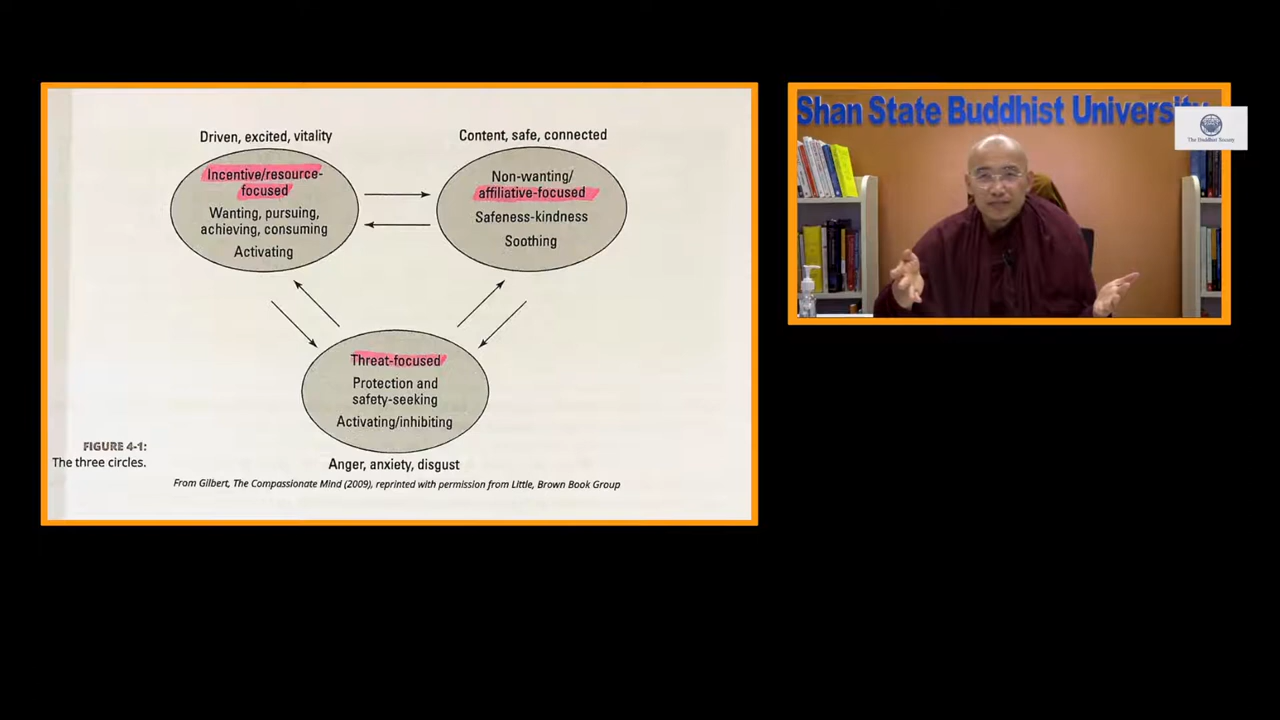 Driven, excited, vitality
Incentive/resource-
focused
Wanting, pursuing,
achieving, consuming
Activating
Content, safe, connected
Non-wanting/
affiliative-focused
Safeness-kindness
Soothing
Threat-focused
Protection and
safety-seeking
Activating/inhibiting
Anger, anxiety, disgust
FIGURE 4-1:
The three circles.
From Gilbert, The Compassionate Mind (2009), reprinted with permission from Little, Brown Book Group
Shan State Buddhist University
The Buddhist Society